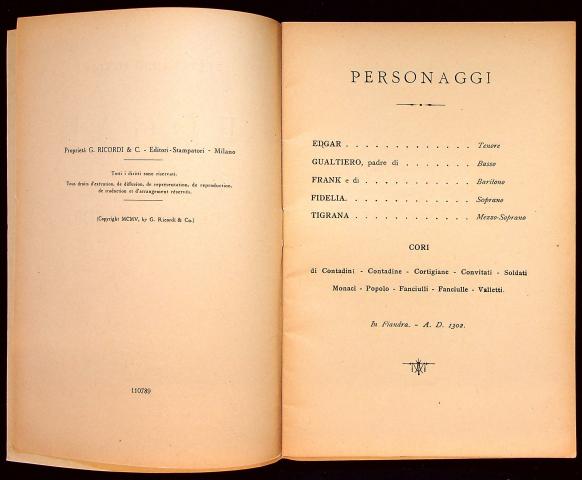 Proprietà G. RICORDI & C. - Editori-Stampatori - Milano
Tutti i diritti sono riservati.
Tous droits d'exécution, de diffusion, de représentation, de reproduction,
de traduction et d'arrangement réservés.
(Copyright MCMV, by G. Ricordi & Co.)
110789
PERSONAGGI
EDGAR . . . . . . . . . . . . . Tenore
GUALTIERO, padre di . . . . . . . Basso
FRANK e di . . . . . . . . . . . Baritono
FIDELIA. . . . . . . . . . . . . Soprano
TIGRANA . . . . . . . . . . . . Mezzo-Soprano
CORI
di Contadini - Contadine - Cortigiane - Convitati - Soldati
Monaci - Popolo - Fanciulli - Fanciulle - Valletti.
In Fiandra. - A. D. 1302.